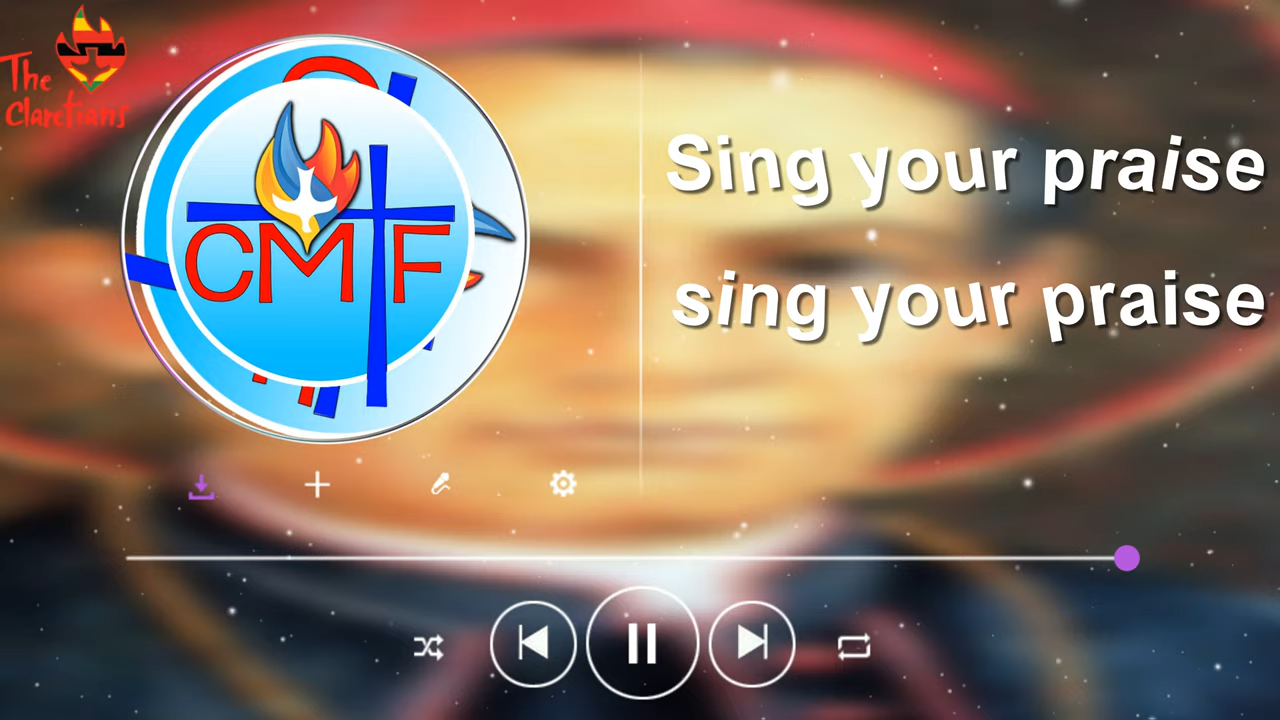 The
Claretians
CMF
Sing your praise
sing your praise